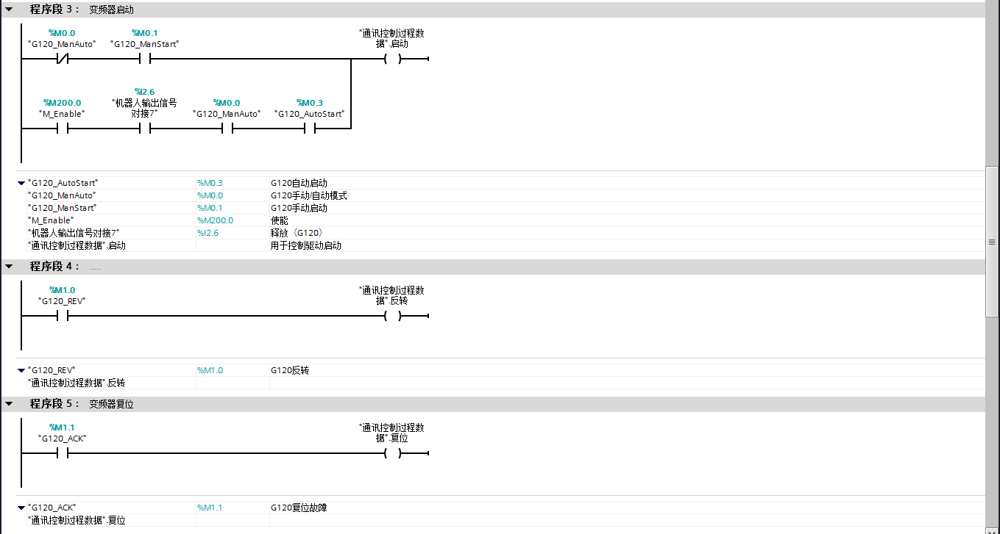 程序段 3： 变频器启动
%M0.0 %M0.1 "通讯控制过程数
"G120_ManAuto" "G120_ManStart" 据".启动
%M200.0 %I2.6 %M0.0 %M0.3
"M_Enable" "机器人输出信号 "G120_ManAuto" "G120_AutoStart"
对接7"
"G120_AutoStart" %M0.3 G120自动启动
"G120_ManAuto" %M0.0 G120手动/自动模式
"G120_ManStart" %M0.1 G120手动启动
"M_Enable" %M200.0 使能
"机器人输出信号对接7" %I2.6 释放（G120）
"通讯控制过程数据".启动 用于控制驱动启动
程序段 4： .....
%M1.0 "通讯控制过程数
"G120_REV" 据".反转
"G120_REV" %M1.0 G120反转
"通讯控制过程数据".反转
程序段 5： 变频器复位
%M1.1 "通讯控制过程数
"G120_ACK" 据".复位
"G120_ACK" %M1.1 G120复位故障
"通讯控制过程数据".复位